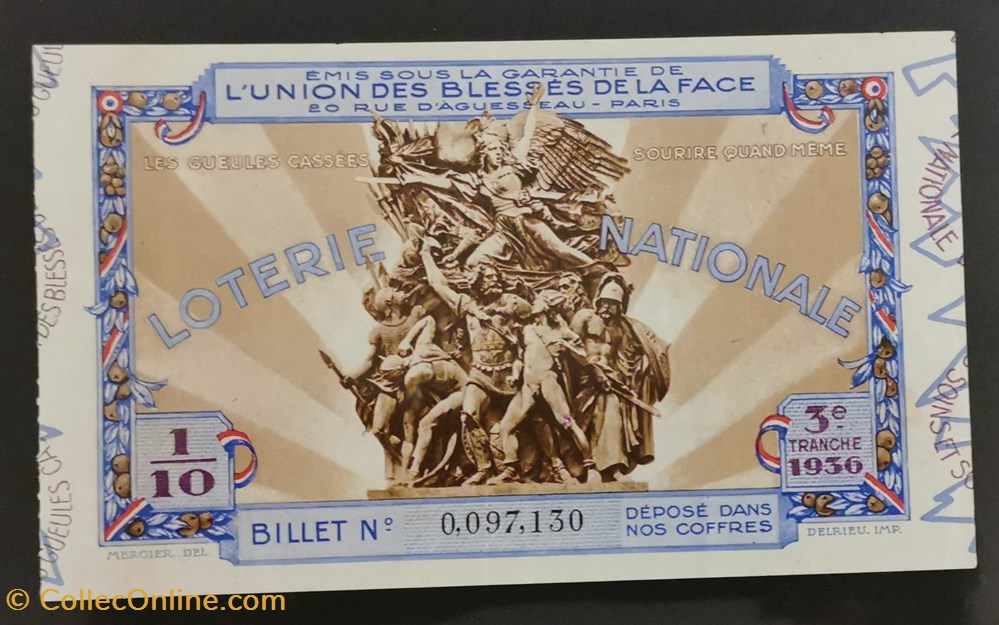 ÉMIS SOUS LA GARANTIE DE
L'UNION DES BLESSÉS DE LA FACE
20 RUE D'AGUESSEAU - PARIS
LES GUEULES CASSÉES
SOURIRE QUAND MÊME
LOTERIE NATIONALE
1
10
3e
TRANCHE
1936
BILLET No 0,097,130
DÉPOSÉ DANS
NOS COFFRES
MERCIER. DEL
DELRIEU. IMP.
DES BLESSÉS
GUEULES
NATIONALE
© CollecOnline.com